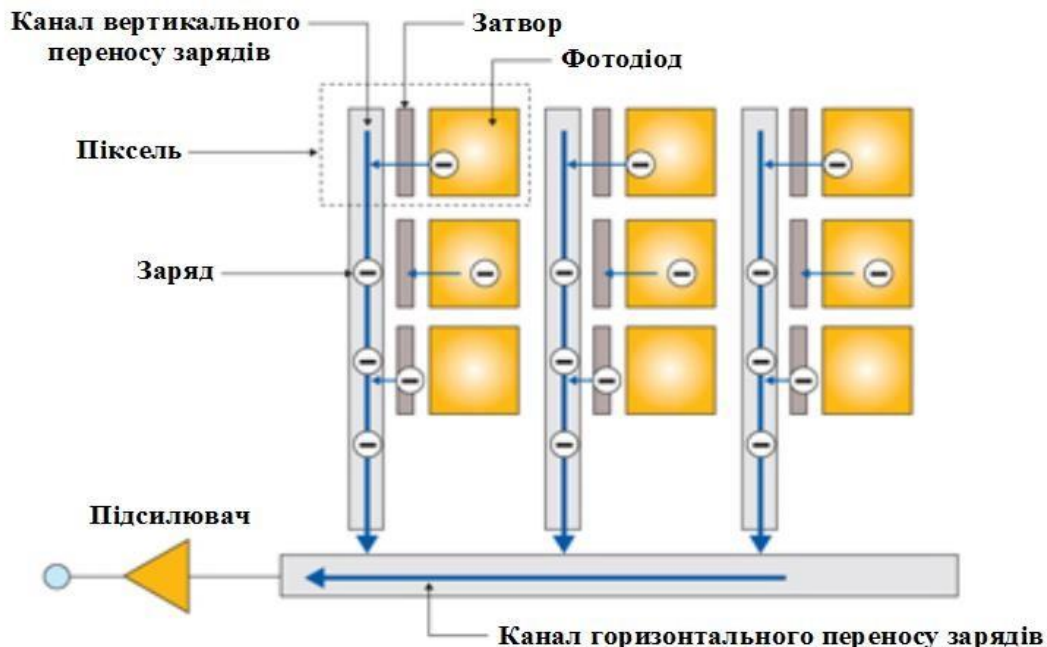 Канал вертикального
переносу зарядів
Затвор
Фотодіод
Піксель
Заряд
Підсилювач
Канал горизонтального переносу зарядів